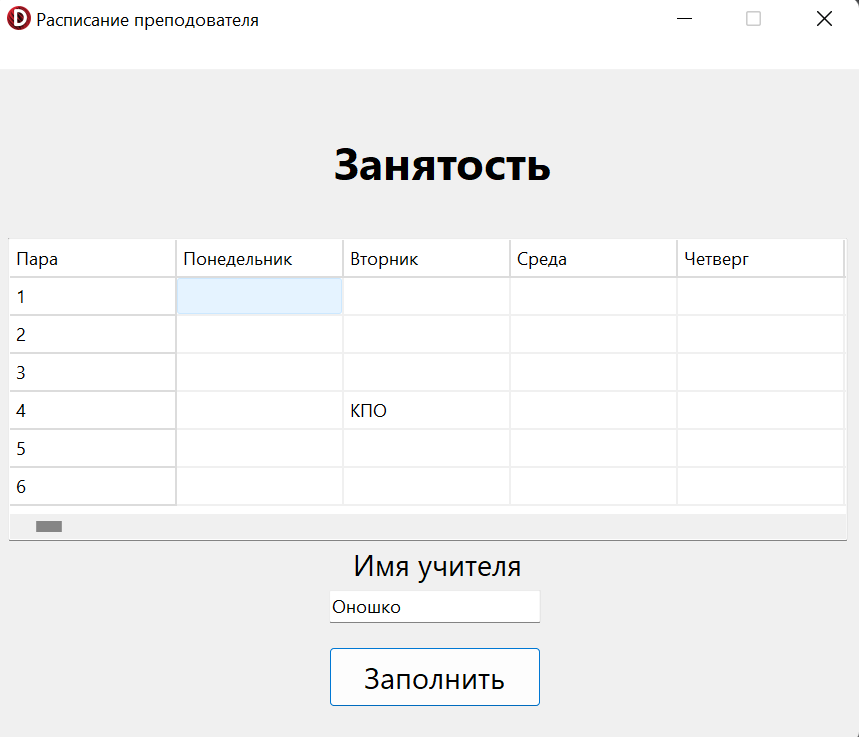 Расписание преподователя
Занятость
Пара Понедельник Вторник Среда Четверг
1
2
3
4 КПО
5
6
Имя учителя
Оношко
Заполнить